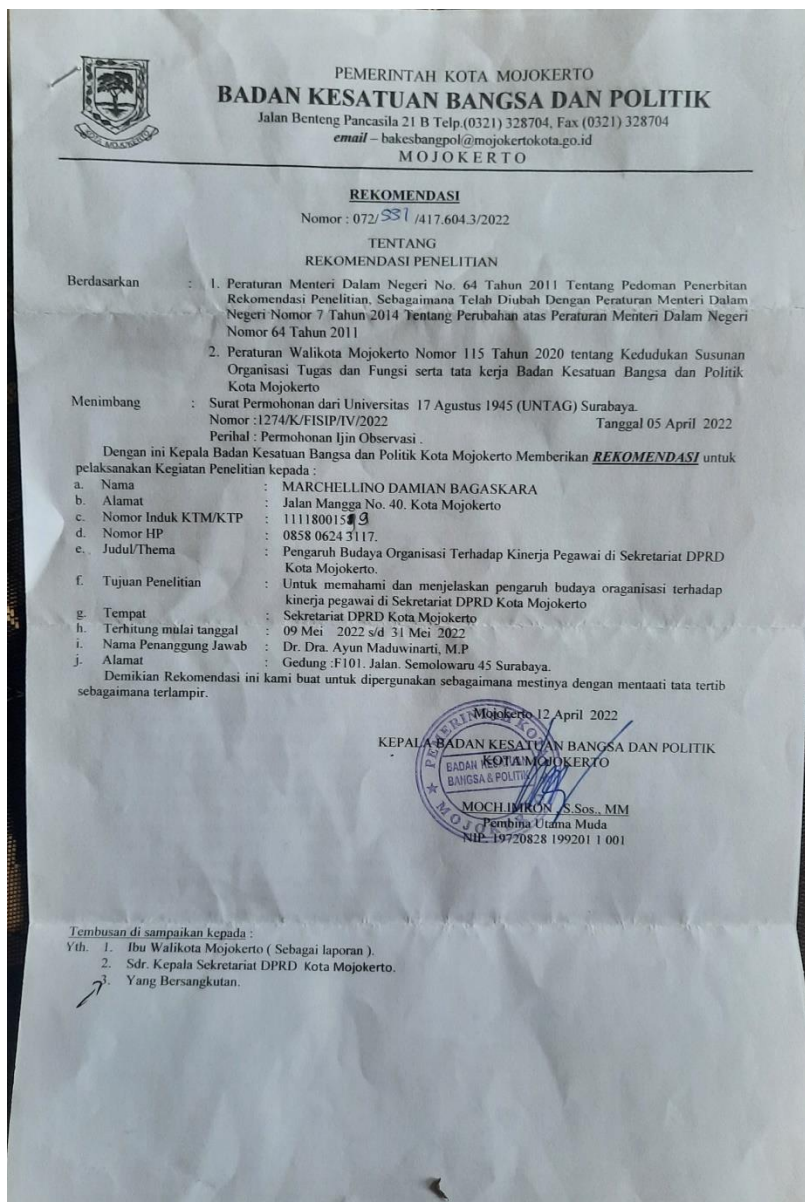 PEMERINTAH KOTA MOJOKERTO
BADAN KESATUAN BANGSA DAN POLITIK
Jalan Benteng Pancasila 21 B Telp.(0321) 328704, Fax (0321) 328704
email – bakesbangpol@mojokertokota.go.id
MOJOKERTO
KOTA MOJOKERTO
REKOMENDASI
Nomor : 072/531 /417.604.3/2022
TENTANG
REKOMENDASI PENELITIAN
Berdasarkan : 1. Peraturan Menteri Dalam Negeri No. 64 Tahun 2011 Tentang Pedoman Penerbitan
Rekomendasi Penelitian, Sebagaimana Telah Diubah Dengan Peraturan Menteri Dalam
Negeri Nomor 7 Tahun 2014 Tentang Perubahan atas Peraturan Menteri Dalam Negeri
Nomor 64 Tahun 2011
2. Peraturan Walikota Mojokerto Nomor 115 Tahun 2020 tentang Kedudukan Susunan
Organisasi Tugas dan Fungsi serta tata kerja Badan Kesatuan Bangsa dan Politik
Kota Mojokerto
Menimbang : Surat Permohonan dari Universitas 17 Agustus 1945 (UNTAG) Surabaya.
Nomor :1274/K/FISIP/IV/2022 Tanggal 05 April 2022
Perihal : Permohonan Ijin Observasi .
Dengan ini Kepala Badan Kesatuan Bangsa dan Politik Kota Mojokerto Memberikan REKOMENDASI untuk
pelaksanakan Kegiatan Penelitian kepada :
a. Nama : MARCHELLINO DAMIAN BAGASKARA
b. Alamat : Jalan Mangga No. 40. Kota Mojokerto
c. Nomor Induk KTM/KTP :
d. Nomor HP : 0858 0624 3117.
e. Judul/Thema : Pengaruh Budaya Organisasi Terhadap Kinerja Pegawai di Sekretariat DPRD
Kota Mojokerto.
f. Tujuan Penelitian : Untuk memahami dan menjelaskan pengaruh budaya oraganisasi terhadap
kinerja pegawai di Sekretariat DPRD Kota Mojokerto
g. Tempat : Sekretariat DPRD Kota Mojokerto
h. Terhitung mulai tanggal : 09 Mei 2022 s/d 31 Mei 2022
i. Nama Penanggung Jawab : Dr. Dra. Ayun Maduwinarti, M.P
j. Alamat : Gedung :F101. Jalan. Semolowaru 45 Surabaya.
Demikian Rekomendasi ini kami buat untuk dipergunakan sebagaimana mestinya dengan mentaati tata tertib
sebagaimana terlampir.
Mojokerto 12 April 2022
KEPALA BADAN KESATUAN BANGSA DAN POLITIK
KOTA MOJOKERTO
PEMERINTAH KOTA
BADAN KESATUAN
BANGSA & POLITIK
MOJOKERTO
MOCH.IMRON ,S.Sos., MM
Pembina Utama Muda
NIP. 19720828 199201 1 001
Tembusan di sampaikan kepada :
Yth. 1. Ibu Walikota Mojokerto ( Sebagai laporan ).
2. Sdr. Kepala Sekretariat DPRD Kota Mojokerto.
3. Yang Bersangkutan.